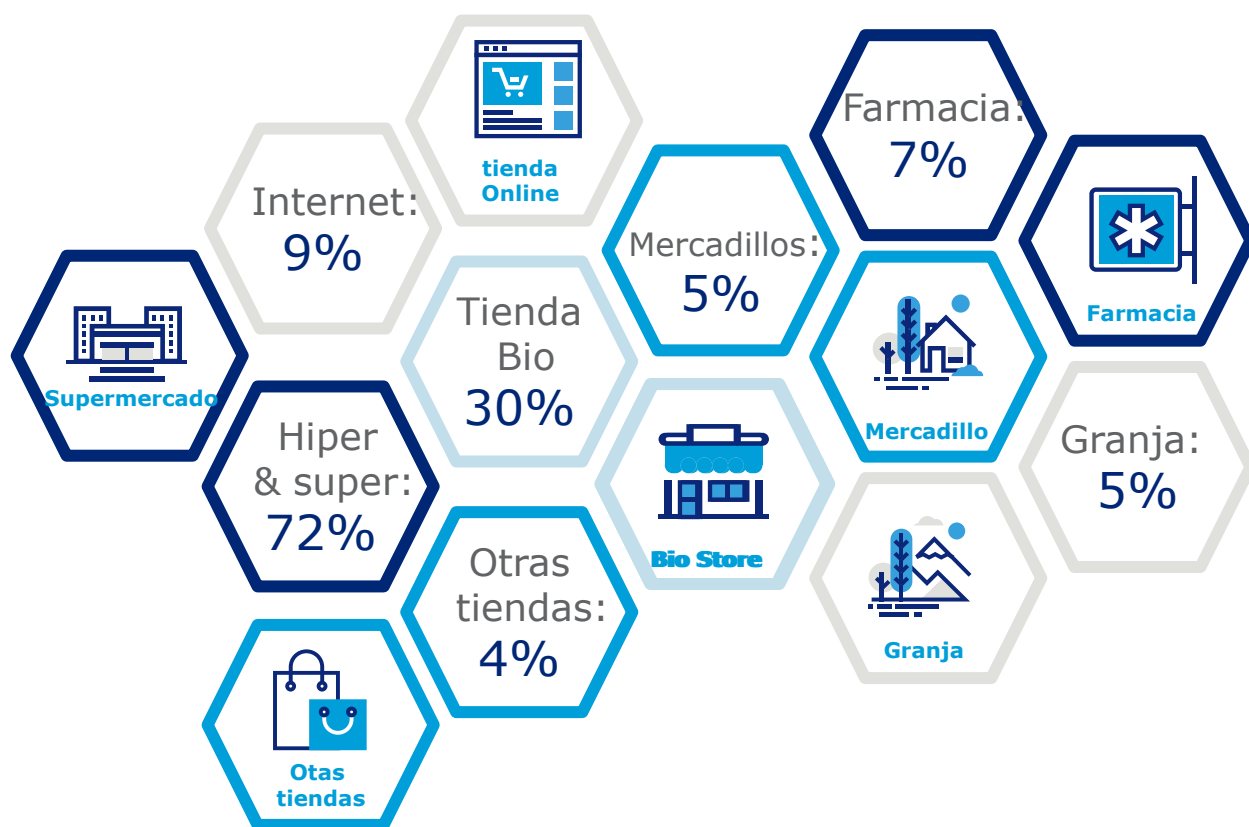 tienda
Online
Farmacia:
7%
Internet:
9%
Mercadillos:
5%
Farmacia
Tienda
Bio
30%
Supermercado
Hiper
& super:
72%
Mercadillo
Granja:
5%
Bio Store
Otras
tiendas:
4%
Granja
Otas
tiendas